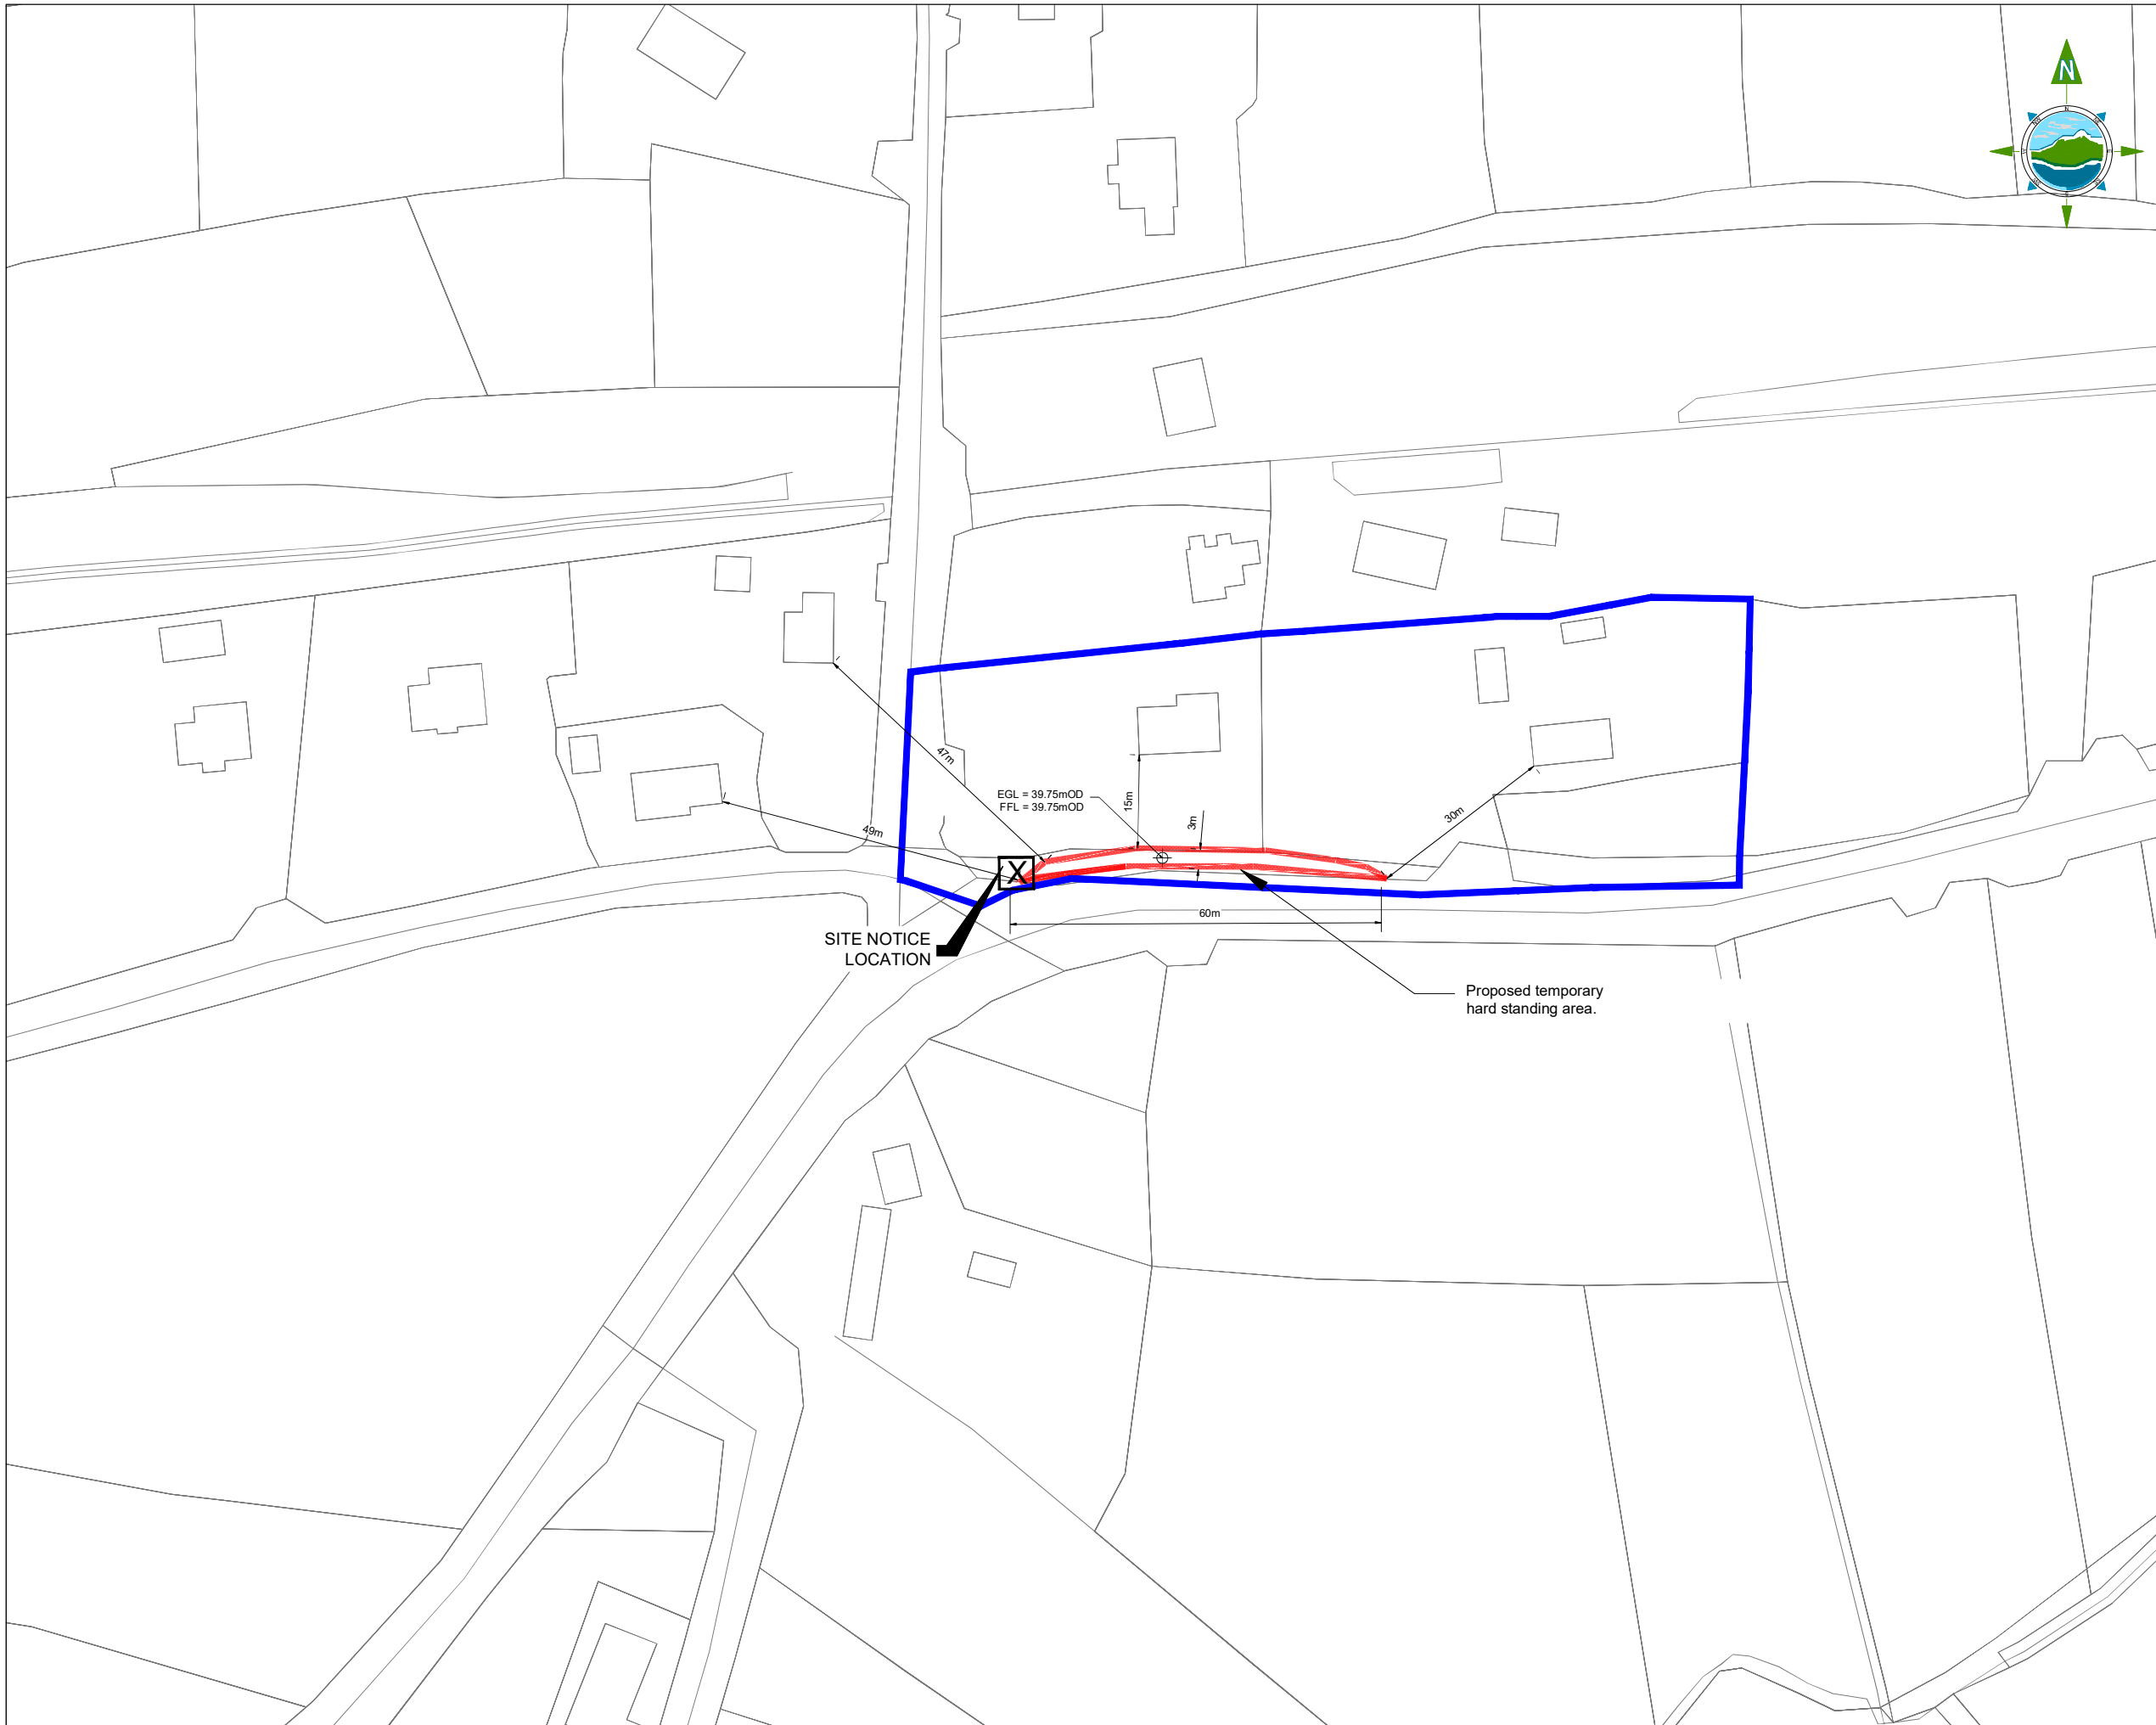 N
47m
EGL = 39.75mOD
FFL = 39.75mOD
15m
3m
30m
49m
X
60m
SITE NOTICE
LOCATION
Proposed temporary
hard standing area.